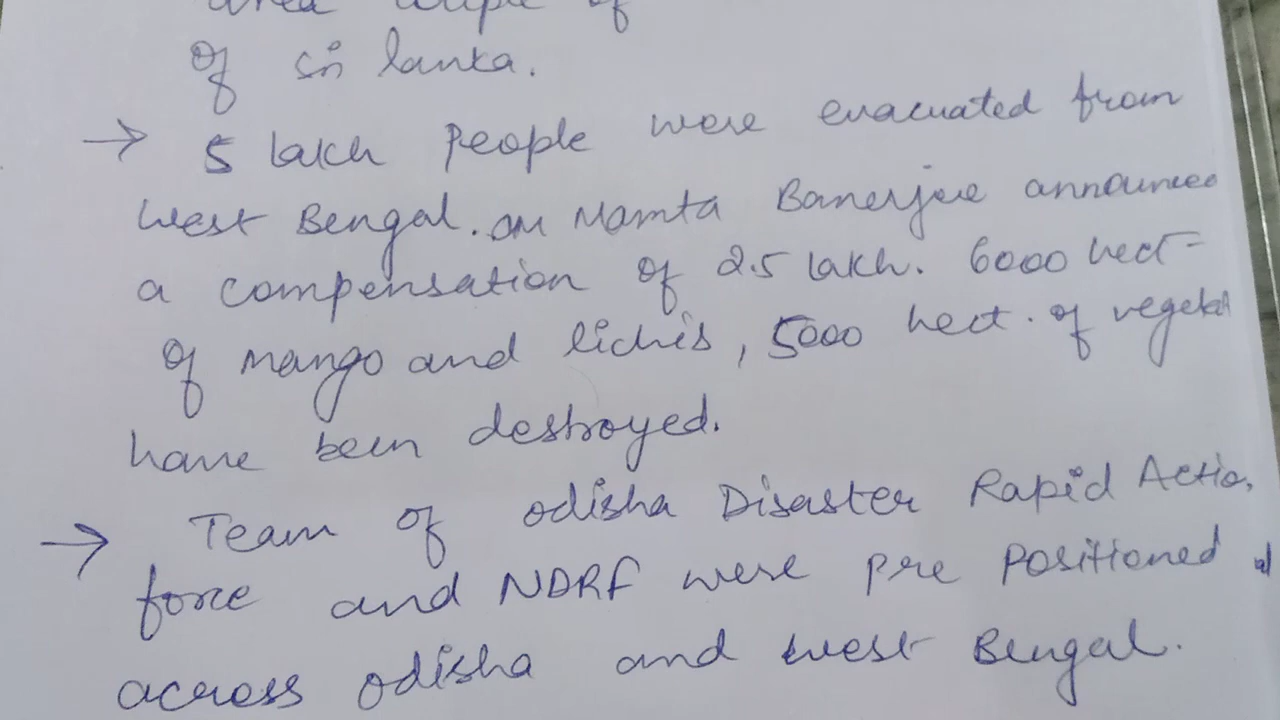 of Sri lanka.
→ 5 lakh People were evacuated from
West Bengal. CM Mamta Banerjee announced
a compensation of 2.5 lakh. 6000 hect-
of mango and lichis, 5000 hect. of
have been destroyed.
→ Team of odisha Disaster Rapid
force and NDRF were pre Positioned
across odisha and West Bengal.